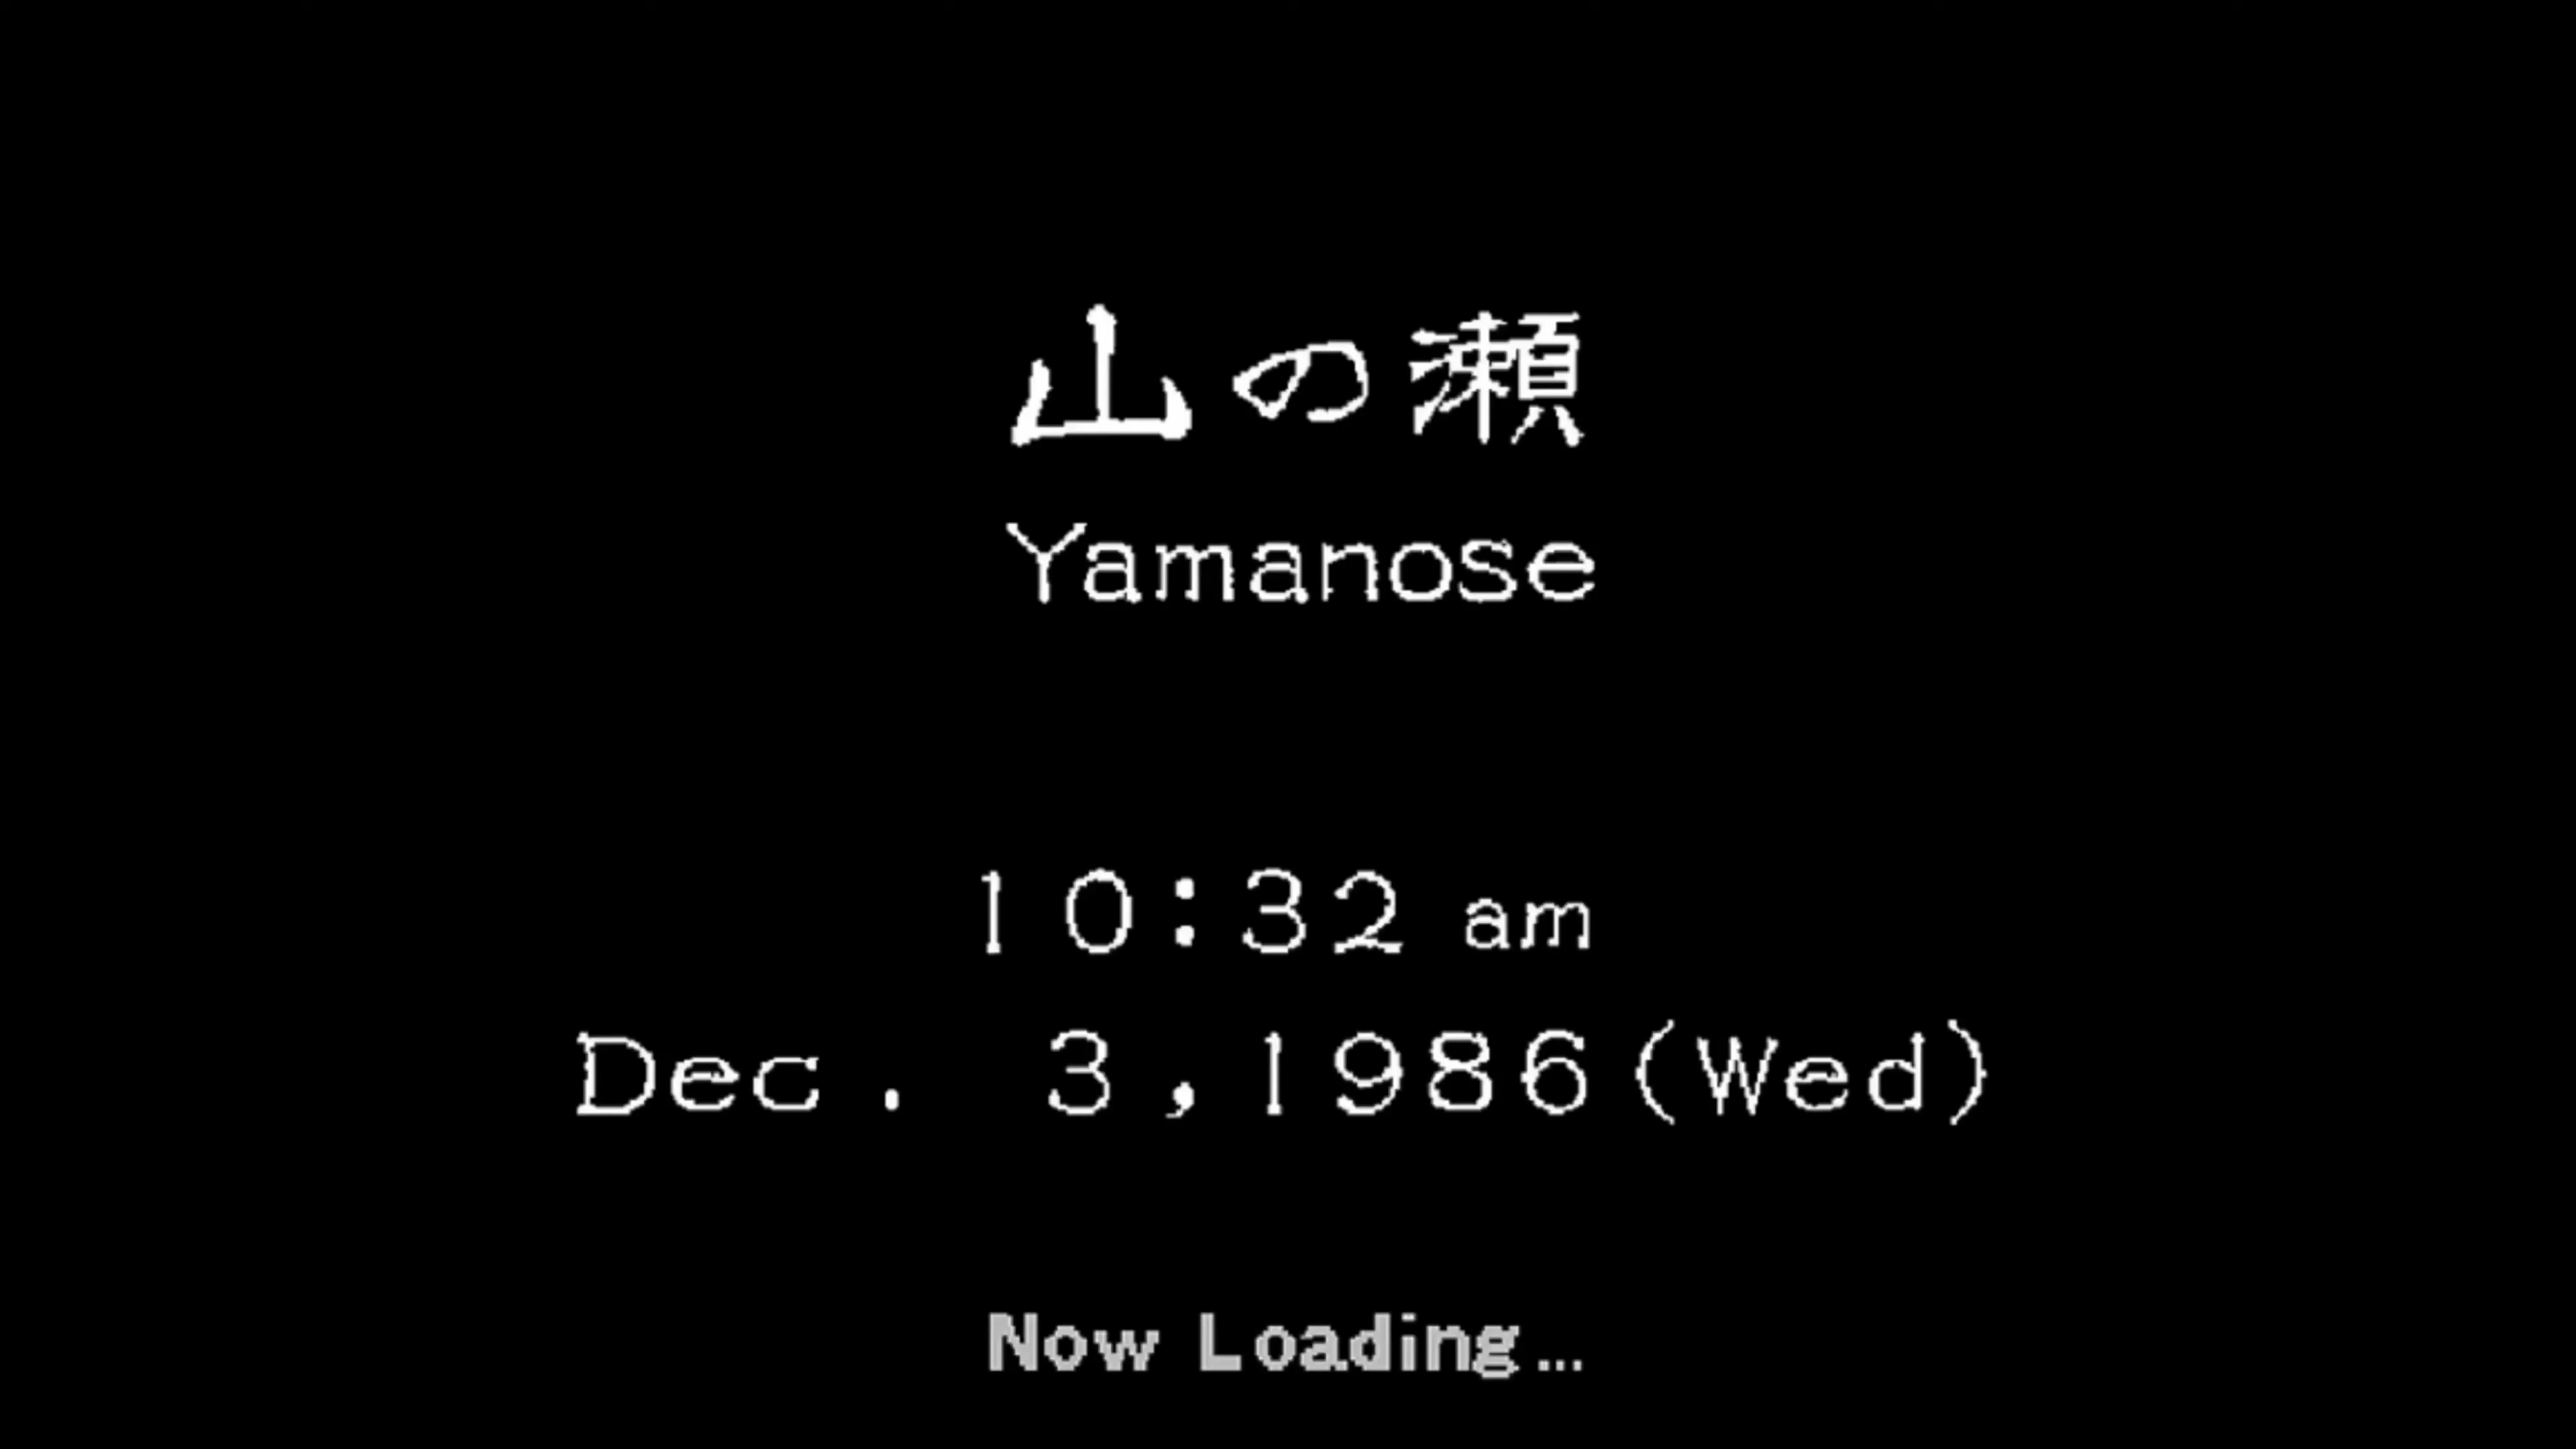 山の瀬
Yamanose
10:32 am
Dec. 3,1986(Wed)
Now Loading...